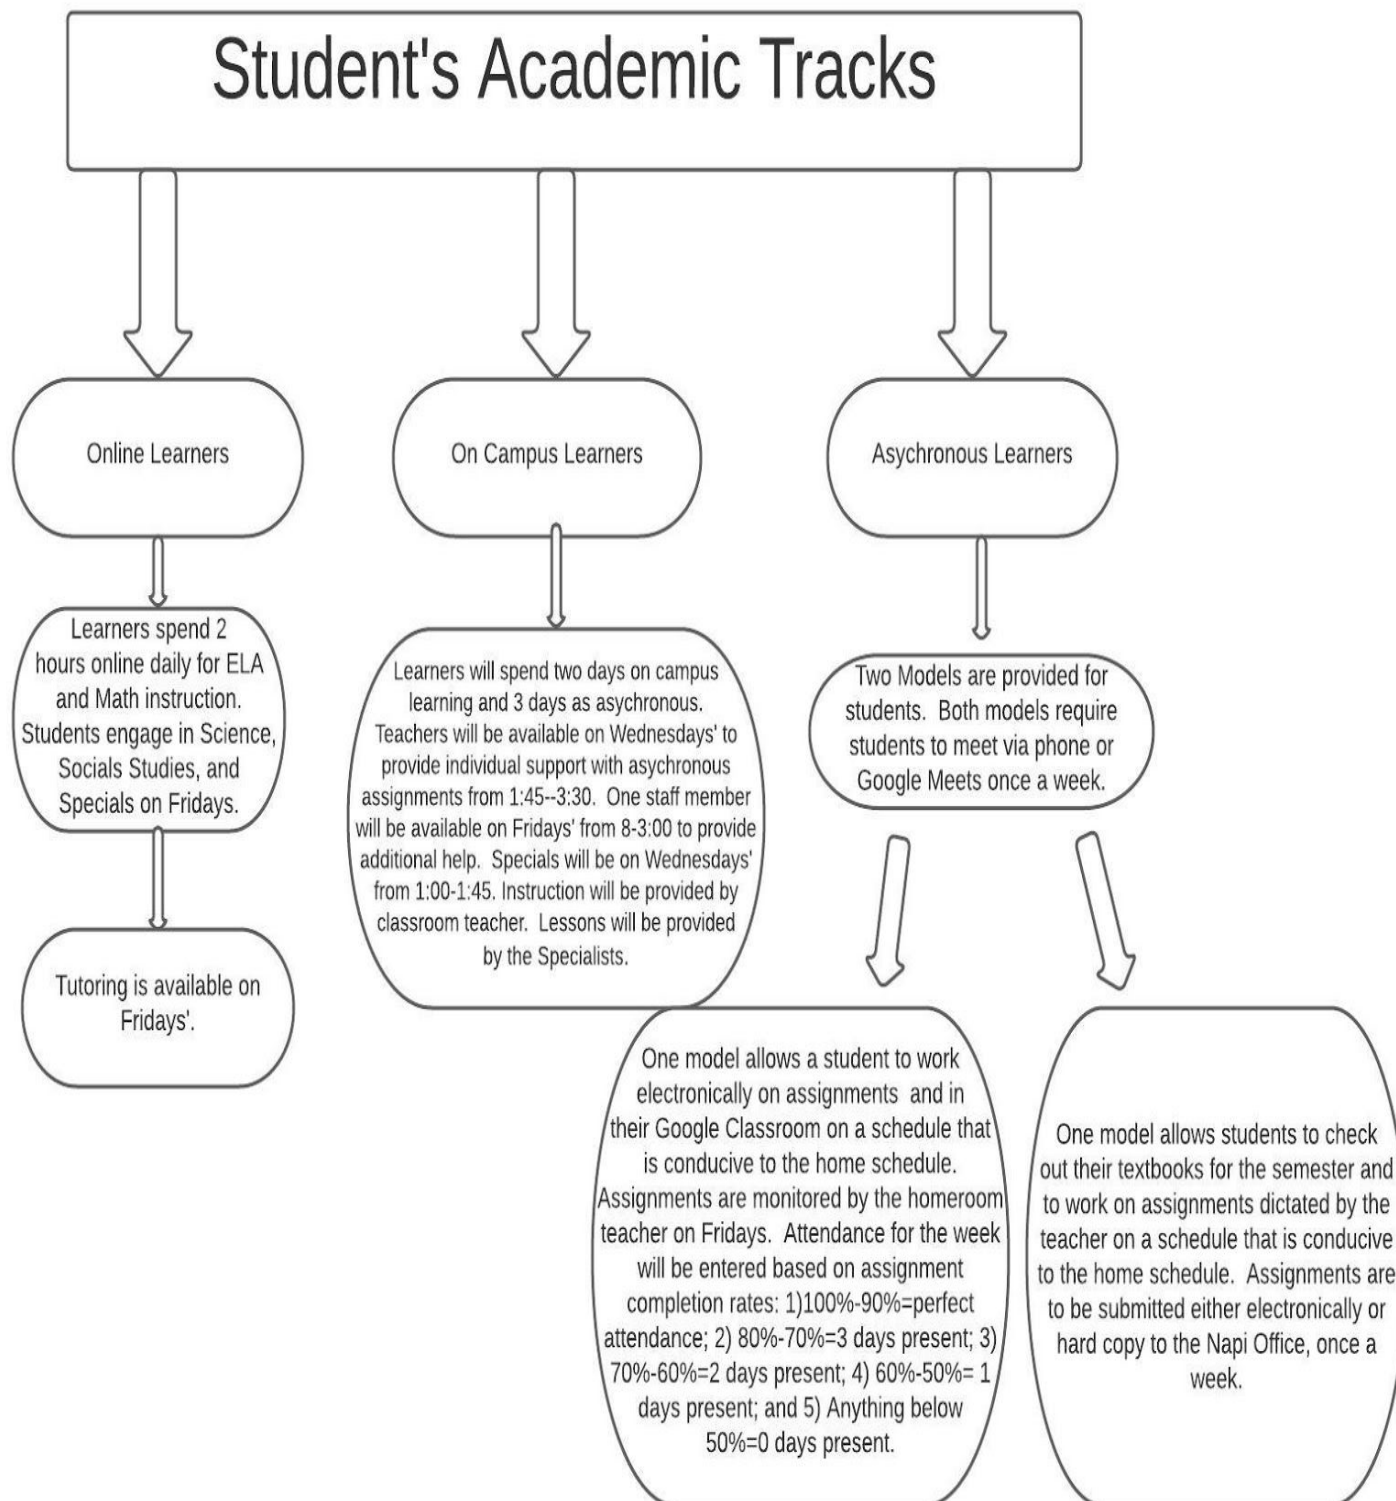 Student's Academic Tracks
Online Learners
Learners spend 2
hours online daily for ELA
and Math instruction.
Students engage in Science,
Socials Studies, and
Specials on Fridays.
Tutoring is available on
Fridays'.
On Campus Learners
Learners will spend two days on campus
learning and 3 days as asychronous.
Teachers will be available on Wednesdays' to
provide individual support with asychronous
assignments from 1:45--3:30.  One staff member
will be available on Fridays' from 8-3:00 to provide
additional help.  Specials will be on Wednesdays'
from 1:00-1:45. Instruction will be provided by
classroom teacher.  Lessons will be provided
by the Specialists.
Asychronous Learners
Two Models are provided for
students.  Both models require
students to meet via phone or
Google Meets once a week.
One model allows a student to work
electronically on assignments  and in
their Google Classroom on a schedule that
is conducive to the home schedule.
Assignments are monitored by the homeroom
teacher on Fridays.  Attendance for the week
will be entered based on assignment
completion rates: 1)100%-90%=perfect
attendance; 2) 80%-70%=3 days present; 3)
70%-60%=2 days present; 4) 60%-50%= 1
days present; and 5) Anything below
50%=0 days present.
One model allows students to check
out their textbooks for the semester and
to work on assignments dictated by the
teacher on a schedule that is conducive
to the home schedule.  Assignments are
to be submitted either electronically or
hard copy to the Napi Office, once a
week.